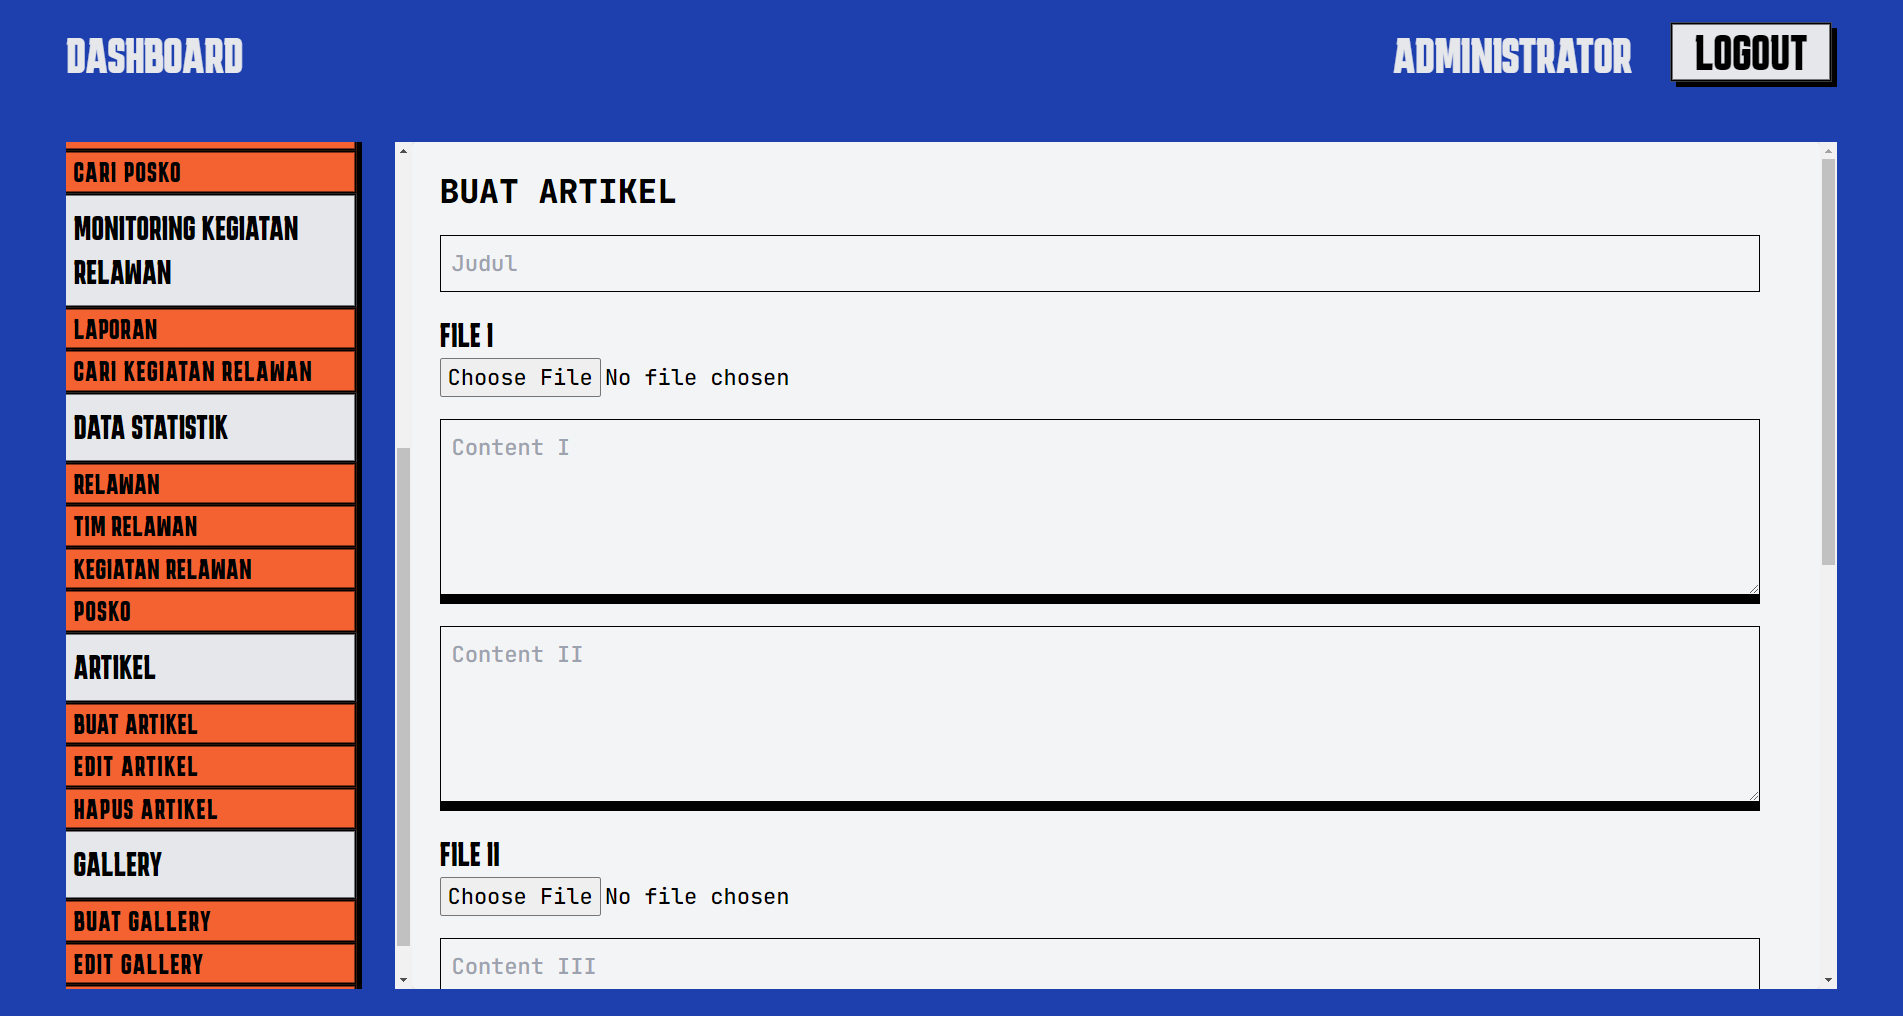 DASHBOARD
ADMINISTRATOR
LOGOUT
CARI POSKO
MONITORING KEGIATAN
RELAWAN
LAPORAN
CARI KEGIATAN RELAWAN
DATA STATISTIK
RELAWAN
TIM RELAWAN
KEGIATAN RELAWAN
POSKO
ARTIKEL
BUAT ARTIKEL
EDIT ARTIKEL
HAPUS ARTIKEL
GALLERY
BUAT GALLERY
EDIT GALLERY
BUAT ARTIKEL
Judul
FILE I
Choose File No file chosen
Content I
Content II
FILE II
Choose File No file chosen
Content III